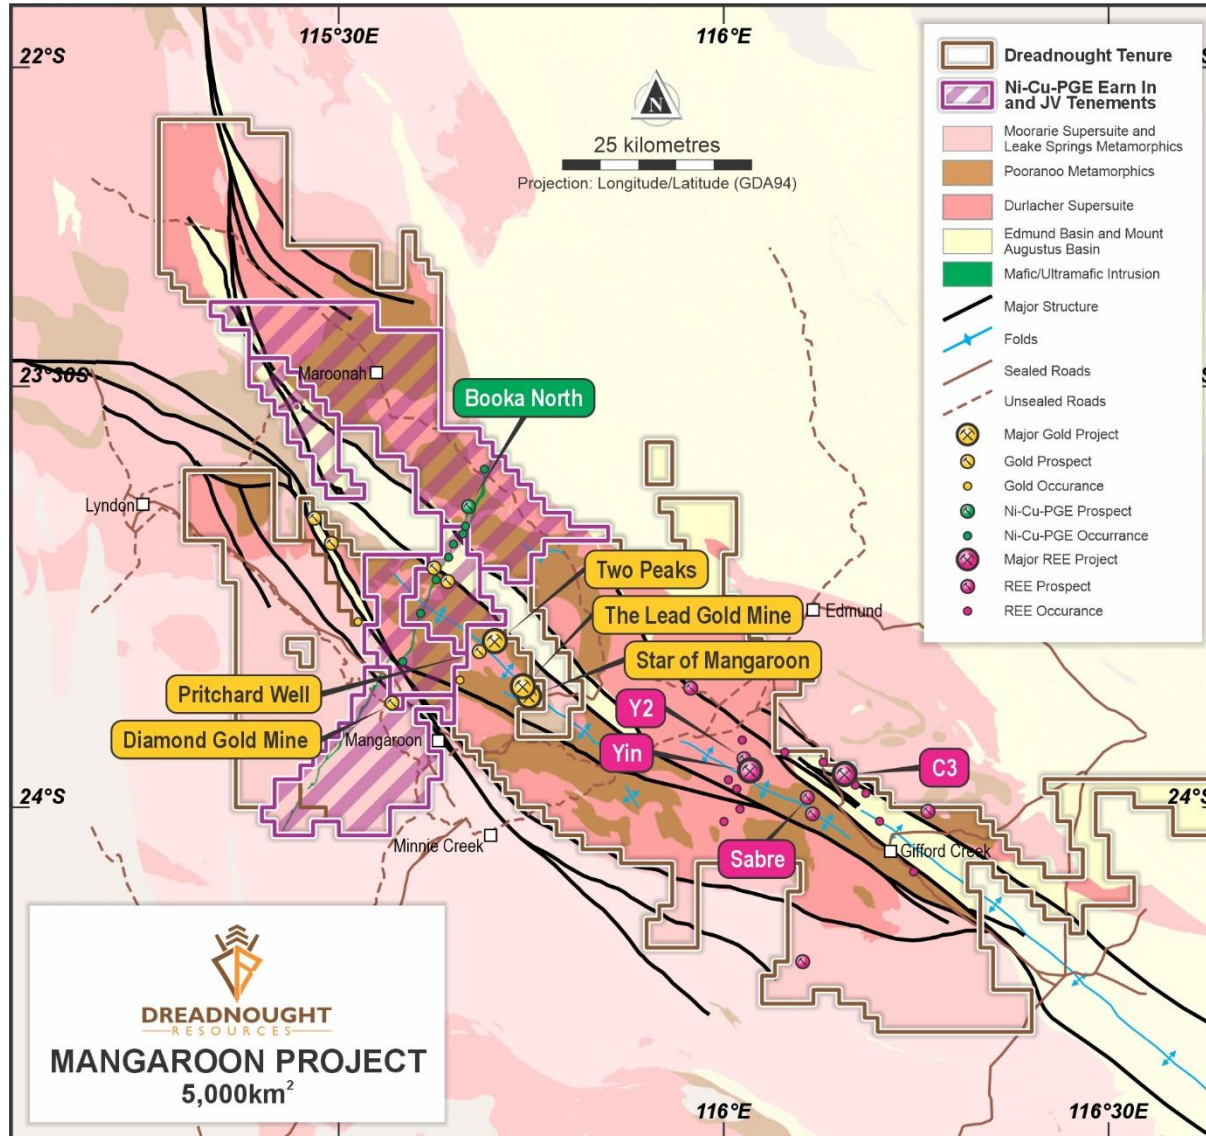 115°30E
116°E
22°S
°S
25 kilometres
Projection: Longitude/Latitude (GDA94)
N
Dreadnought Tenure
Ni-Cu-PGE Earn In
and JV Tenements
Moorarie Supersuite and
Leake Springs Metamorphics
Pooranoo Metamorphics
Durlacher Supersuite
Edmund Basin and Mount
Augustus Basin
Mafic/Ultramafic Intrusion
Major Structure
Folds
Sealed Roads
Unsealed Roads
Major Gold Project
Gold Prospect
Gold Occurance
Ni-Cu-PGE Prospect
Ni-Cu-PGE Occurrance
Major REE Project
REE Prospect
REE Occurance
23°30S
°S
Maroonah
Booka North
Lyndon
Two Peaks
The Lead Gold Mine
Edmund
Star of Mangaroon
Pritchard Well
Y2
Diamond Gold Mine
Mangaroon
Yin
C3
24°S
24°S
Minnie Creek
Sabre
Gifford Creek
DREADNOUGHT
RESOURCES
MANGAROON PROJECT
5,000km²
116°E
116°30E